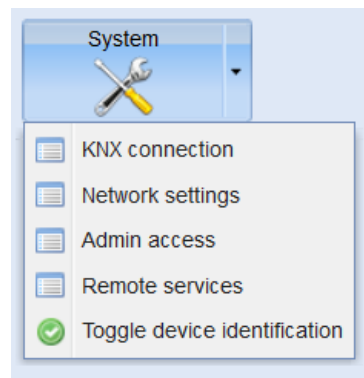 System
KNX connection
Network settings
Admin access
Remote services
Toggle device identification